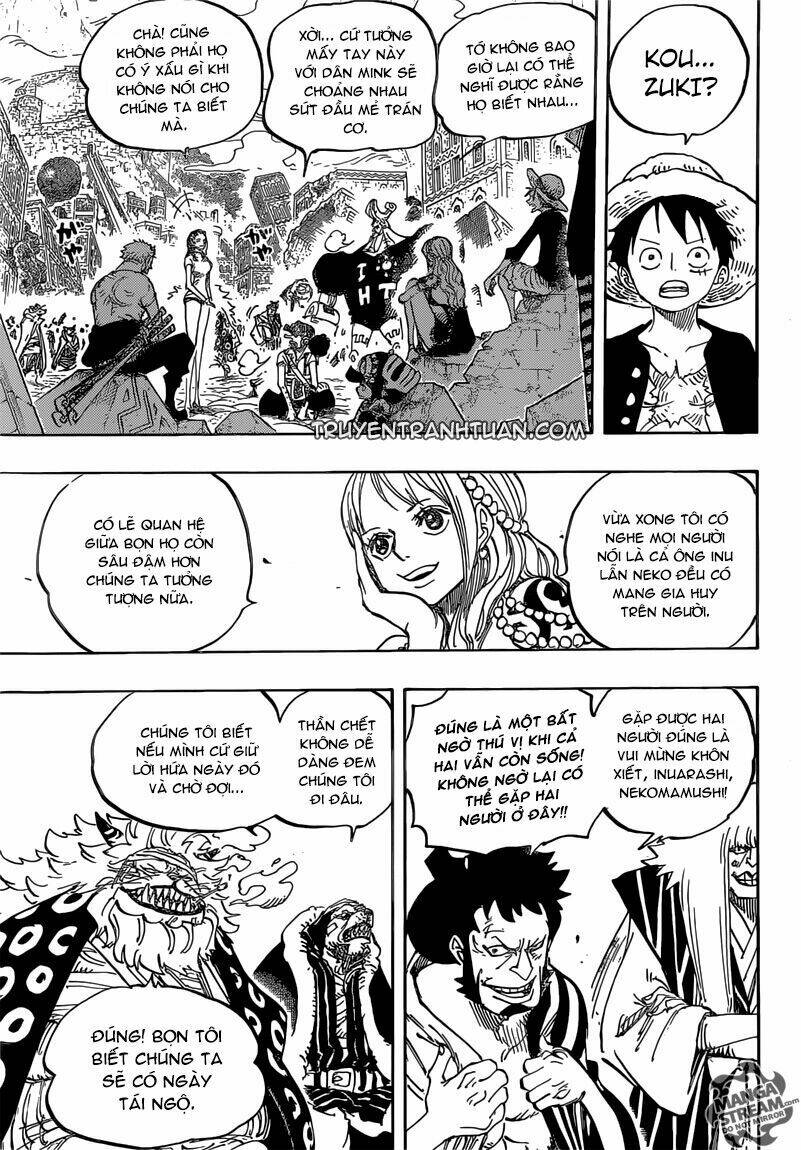 KOU...
ZUKI?
TỚ KHÔNG BAO
GIỜ LẠI CÓ THỂ
NGHĨ ĐƯỢC RẰNG
HỌ BIẾT NHAU...
XỜI... CỨ TƯỞNG
MẤY TAY NÀY
VỚI DÂN MINK SẼ
CHOẢNG NHAU
SỨT ĐẦU MẺ TRÁN
CƠ.
CHÀ! CŨNG
KHÔNG PHẢI HỌ
CÓ Ý XẤU GÌ KHI
KHÔNG NÓI CHO
CHÚNG TA BIẾT
MÀ.
I
H T
TRUYENTRANHTUAN.COM
VỪA XONG TÔI CÓ
NGHE MỌI NGƯỜI
NÓI LÀ CẢ ÔNG INU
LẪN NEKO ĐỀU CÓ
MANG GIA HUY
TRÊN NGƯỜI.
CÓ LẼ QUAN HỆ
GIỮA BỌN HỌ CÒN
SÂU ĐẬM HƠN
CHÚNG TA TƯỞNG
TƯỢNG NỮA.
GẶP ĐƯỢC HAI
NGƯỜI ĐÚNG LÀ
VUI MỪNG KHÔN
XIẾT, INUARASHI,
NEKOMAMUSHI!
ĐÚNG LÀ MỘT BẤT
NGỜ THÚ VỊ KHI CẢ
HAI VẪN CÒN SỐNG!
KHÔNG NGỜ LẠI CÓ
THỂ GẶP HAI
NGƯỜI Ở ĐÂY!!
THẦN CHẾT
KHÔNG DỄ
DÀNG ĐEM
CHÚNG TÔI
ĐI ĐÂU.
CHÚNG TÔI BIẾT
NẾU MÌNH CỨ GIỮ
LỜI HỨA NGÀY ĐÓ
VÀ CHỜ ĐỢI...
ĐÚNG! BỌN TÔI
BIẾT CHÚNG TA
SẼ CÓ NGÀY
TÁI NGỘ.
MANGA
STREAM.COM
DO NOT MIRROR